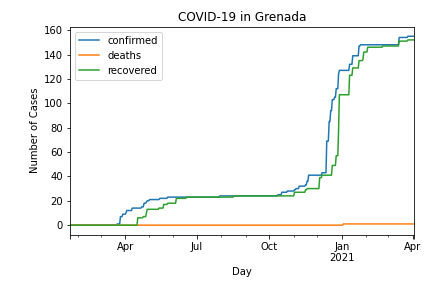 COVID-19 in Grenada
160
140
120
100
80
60
40
20
0
Number of Cases
confirmed
deaths
recovered
Apr Jul Oct Jan Apr
2021
Day